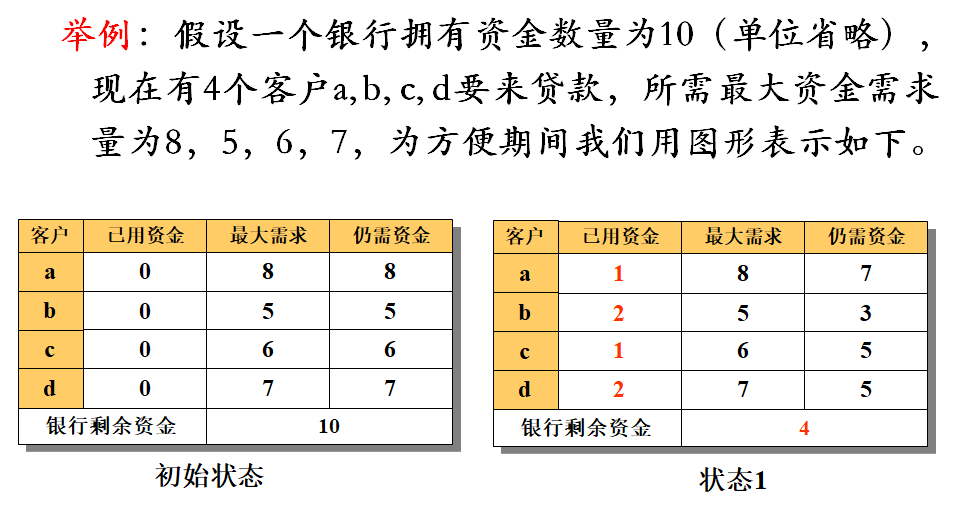 举例：假设一个银行拥有资金数量为10（单位省略），
现在有4个客户a,b,c,d要来贷款，所需最大资金需求
量为8，5，6，7，为方便期间我们用图形表示如下。
客户 已用资金 最大需求 仍需资金
a 0 8 8
b 0 5 5
c 0 6 6
d 0 7 7
银行剩余资金 10
初始状态
客户 已用资金 最大需求 仍需资金
a 1 8 7
b 2 5 3
c 1 6 5
d 2 7 5
银行剩余资金 4
状态1